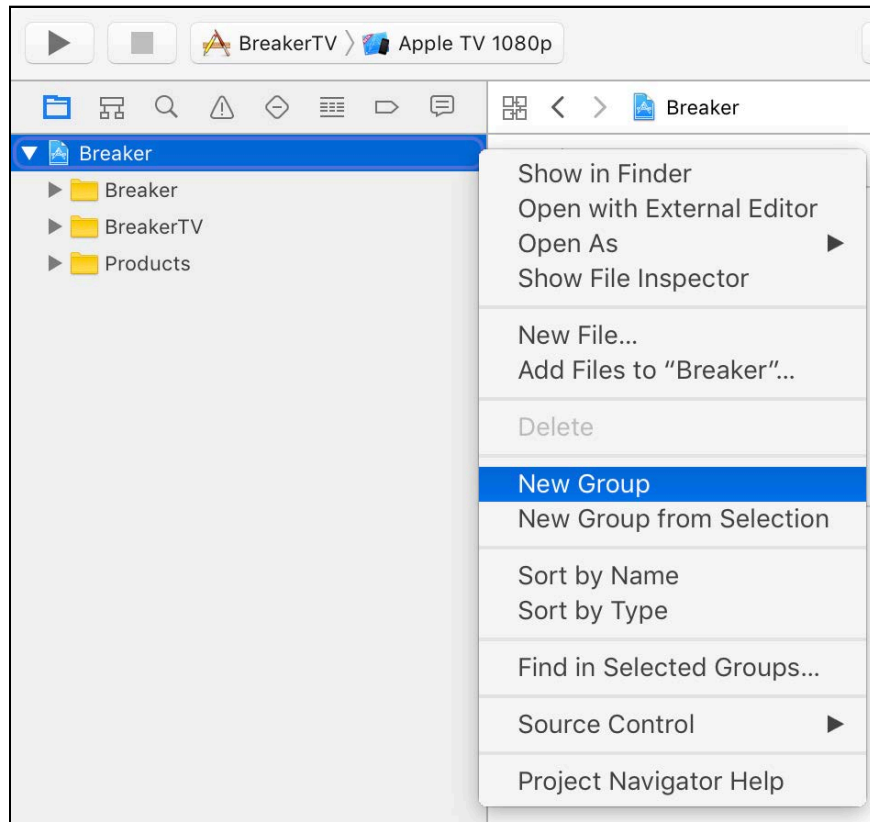 BreakerTV
Apple TV 1080p
Breaker
Breaker
Breaker
BreakerTV
Products
Show in Finder
Open with External Editor
Open As
Show File Inspector
New File...
Add Files to “Breaker”...
Delete
New Group
New Group from Selection
Sort by Name
Sort by Type
Find in Selected Groups...
Source Control
Project Navigator Help